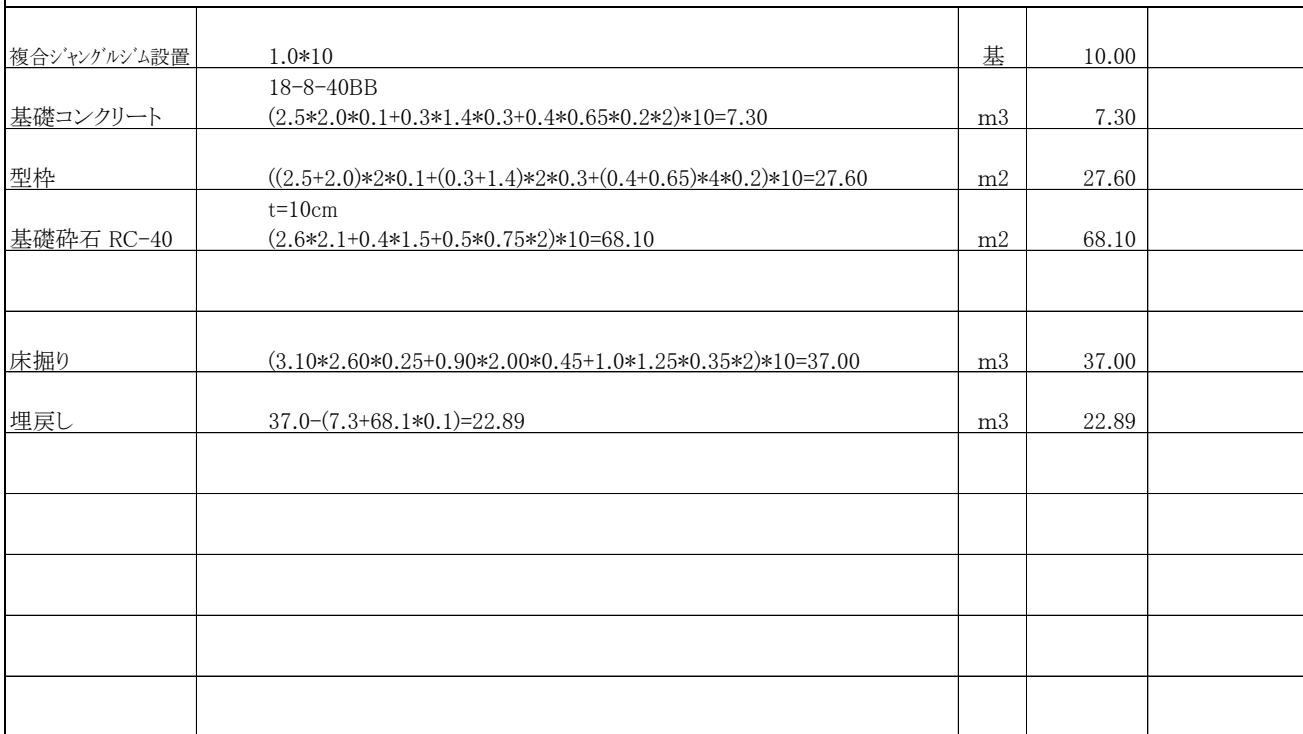 複合ｼﾞｬﾝｸﾞﾙｼﾞﾑ設置 1.0*10 基 10.00
18-8-40BB
基礎コンクリート (2.5*2.0*0.1+0.3*1.4*0.3+0.4*0.65*0.2*2)*10=7.30 m3 7.30
型枠 ((2.5+2.0)*2*0.1+(0.3+1.4)*2*0.3+(0.4+0.65)*4*0.2)*10=27.60 m2 27.60
t=10cm
基礎砕石 RC-40 (2.6*2.1+0.4*1.5+0.5*0.75*2)*10=68.10 m2 68.10
床掘り (3.10*2.60*0.25+0.90*2.00*0.45+1.0*1.25*0.35*2)*10=37.00 m3 37.00
埋戻し 37.0-(7.3+68.1*0.1)=22.89 m3 22.89